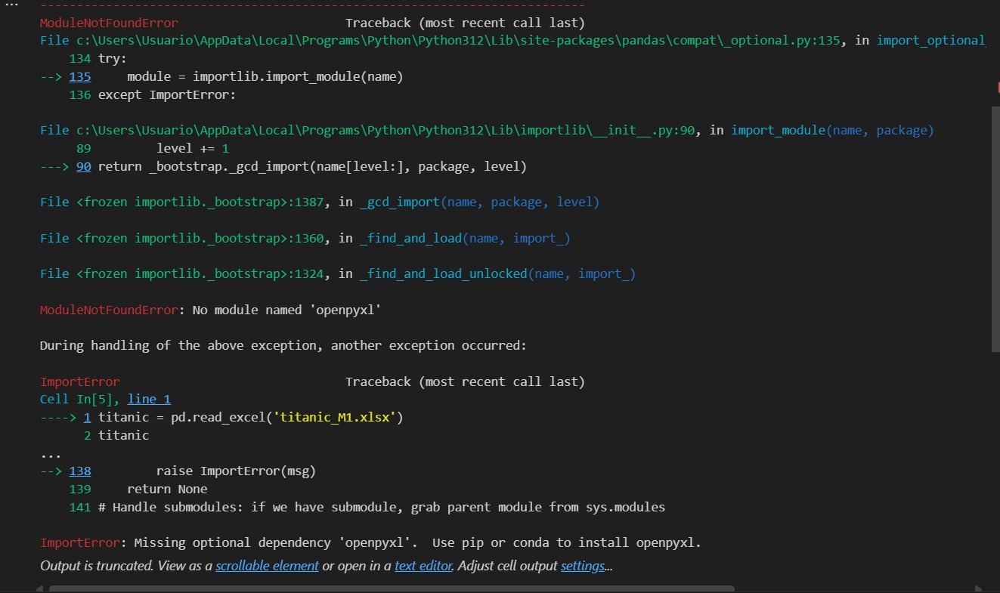 ...
---------------------------------------------------------------------------
ModuleNotFoundError                       Traceback (most recent call last)
File c:\Users\Usuario\AppData\Local\Programs\Python\Python312\Lib\site-packages\pandas\compat\_optional.py:135, in import_optional_
    134 try:
--> 135     module = importlib.import_module(name)
    136 except ImportError:
File c:\Users\Usuario\AppData\Local\Programs\Python\Python312\Lib\importlib\__init__.py:90, in import_module(name, package)
     89         level += 1
---> 90 return _bootstrap._gcd_import(name[level:], package, level)
File <frozen importlib._bootstrap>:1387, in _gcd_import(name, package, level)
File <frozen importlib._bootstrap>:1360, in _find_and_load(name, import_)
File <frozen importlib._bootstrap>:1324, in _find_and_load_unlocked(name, import_)
ModuleNotFoundError: No module named 'openpyxl'
During handling of the above exception, another exception occurred:
ImportError                               Traceback (most recent call last)
Cell In[5], line 1
----> 1 titanic = pd.read_excel('titanic_M1.xlsx')
      2 titanic
...
--> 138         raise ImportError(msg)
    139     return None
    141 # Handle submodules: if we have submodule, grab parent module from sys.modules
ImportError: Missing optional dependency 'openpyxl'.  Use pip or conda to install openpyxl.
Output is truncated. View as a scrollable element or open in a text editor. Adjust cell output settings...